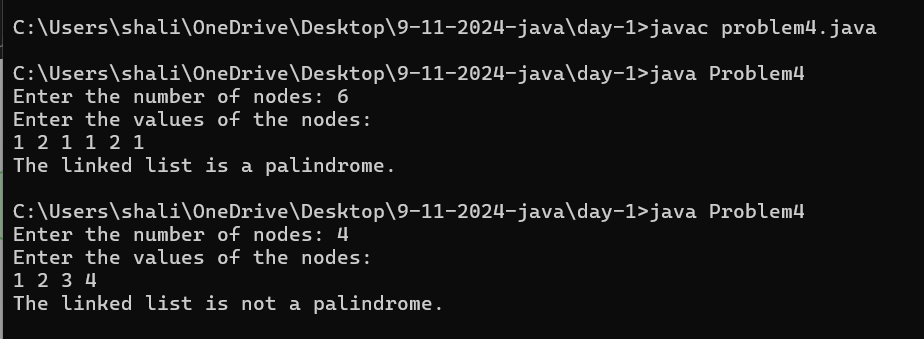 C:\Users\shali\OneDrive\Desktop\9-11-2024-java\day-1>javac problem4.java
C:\Users\shali\OneDrive\Desktop\9-11-2024-java\day-1>java Problem4
Enter the number of nodes: 6
Enter the values of the nodes:
1 2 1 1 2 1
The linked list is a palindrome.
C:\Users\shali\OneDrive\Desktop\9-11-2024-java\day-1>java Problem4
Enter the number of nodes: 4
Enter the values of the nodes:
1 2 3 4
The linked list is not a palindrome.